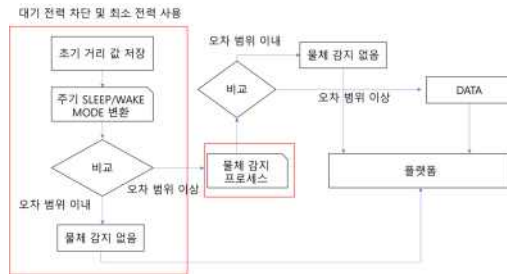 대기 전력 차단 및 최소 전력 사용
초기 거리 값 저장
주기 SLEEP/WAKE
MODE 변환
비교
오차 범위 이상
오차 범위 이내
물체 감지 없음
물체 감지
프로세스
비교
오차 범위 이내
물체 감지 없음
오차 범위 이상
DATA
플랫폼